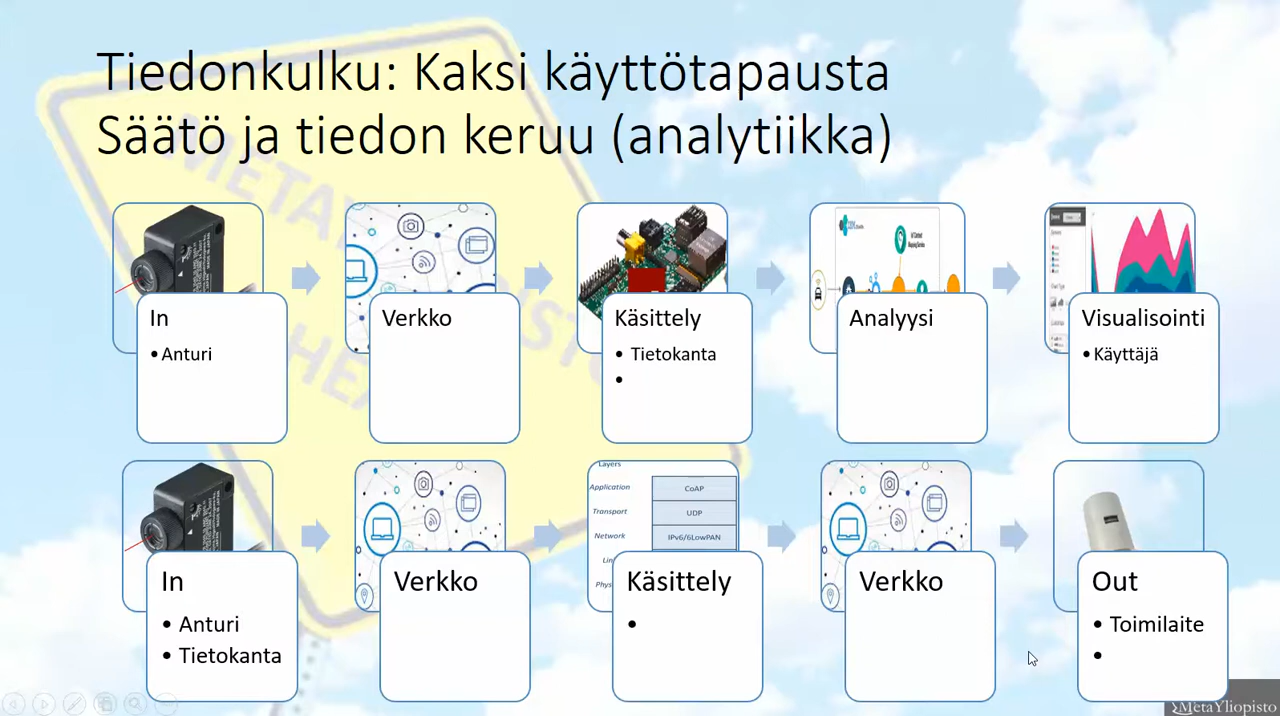 Tiedonkulku: Kaksi käyttötapausta
Säätö ja tiedon keruu (analytiikka)
In
•Anturi
Verkko
Käsittely
• Tietokanta
•
Analyysi
Visualisointi
•Käyttäjä
In
• Anturi
• Tietokanta
Verkko
Layers
Application
CoAP
Transport
UDP
Network
IPv6/6LowPAN
Käsittely
•
Verkko
Out
• Toimilaite
•
MetaYliopisto